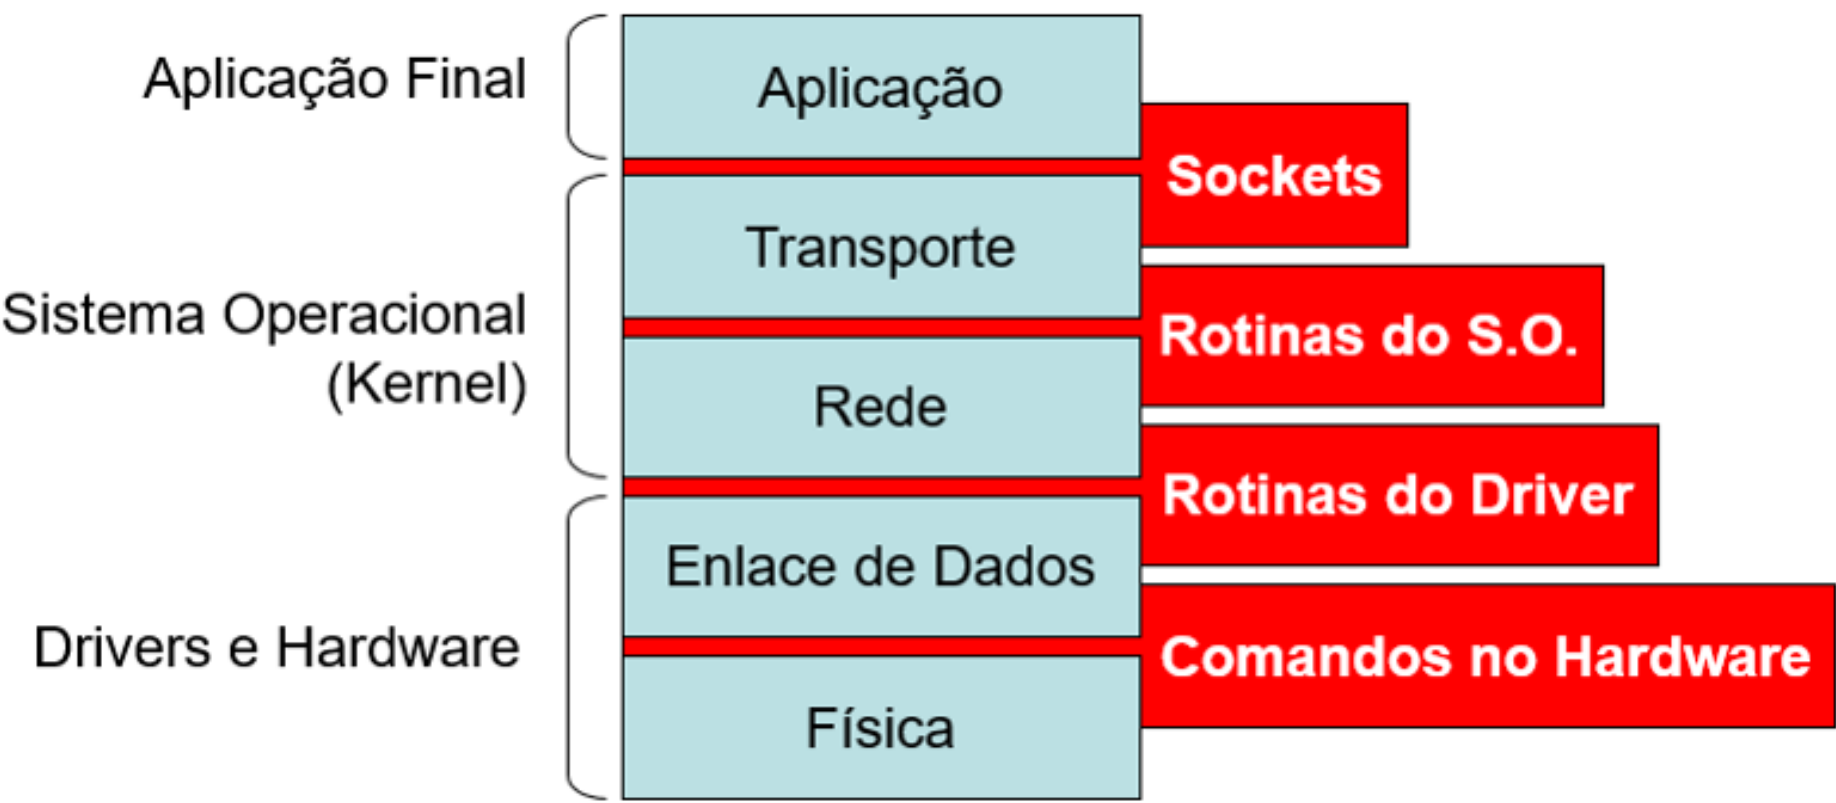 Aplicação Final
Aplicação
Sockets
Transporte
Sistema Operacional
(Kernel)
Rotinas do S.O.
Rede
Rotinas do Driver
Enlace de Dados
Drivers e Hardware
Comandos no Hardware
Física